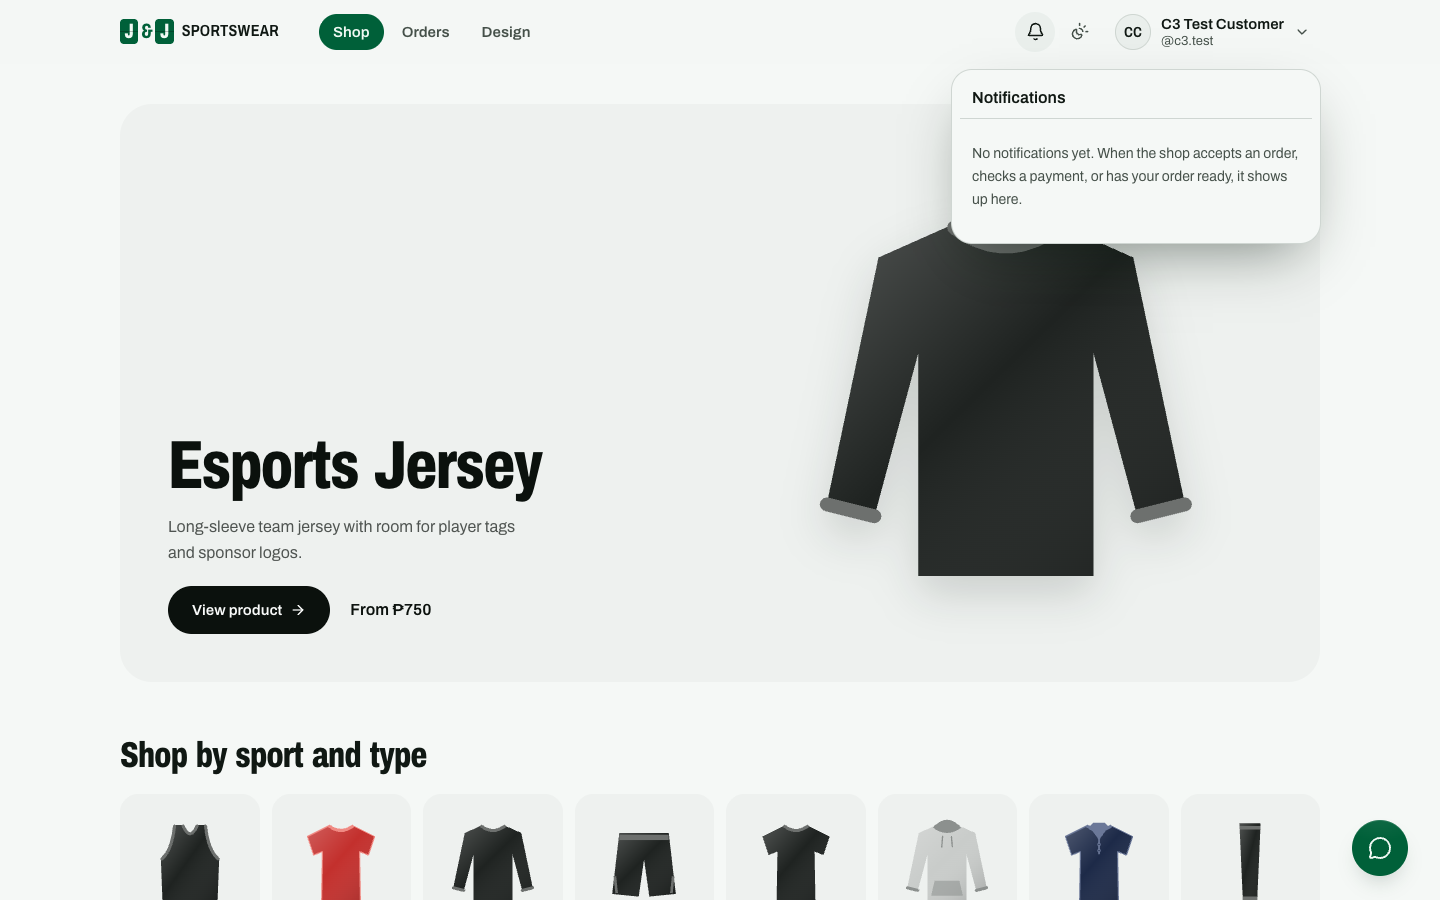 J & J SPORTSWEAR
Shop
Orders
Design
CC
C3 Test Customer
@c3.test
Notifications
No notifications yet. When the shop accepts an order,
checks a payment, or has your order ready, it shows
up here.
Esports Jersey
Long-sleeve team jersey with room for player tags
and sponsor logos.
View product →
From ₱750
Shop by sport and type